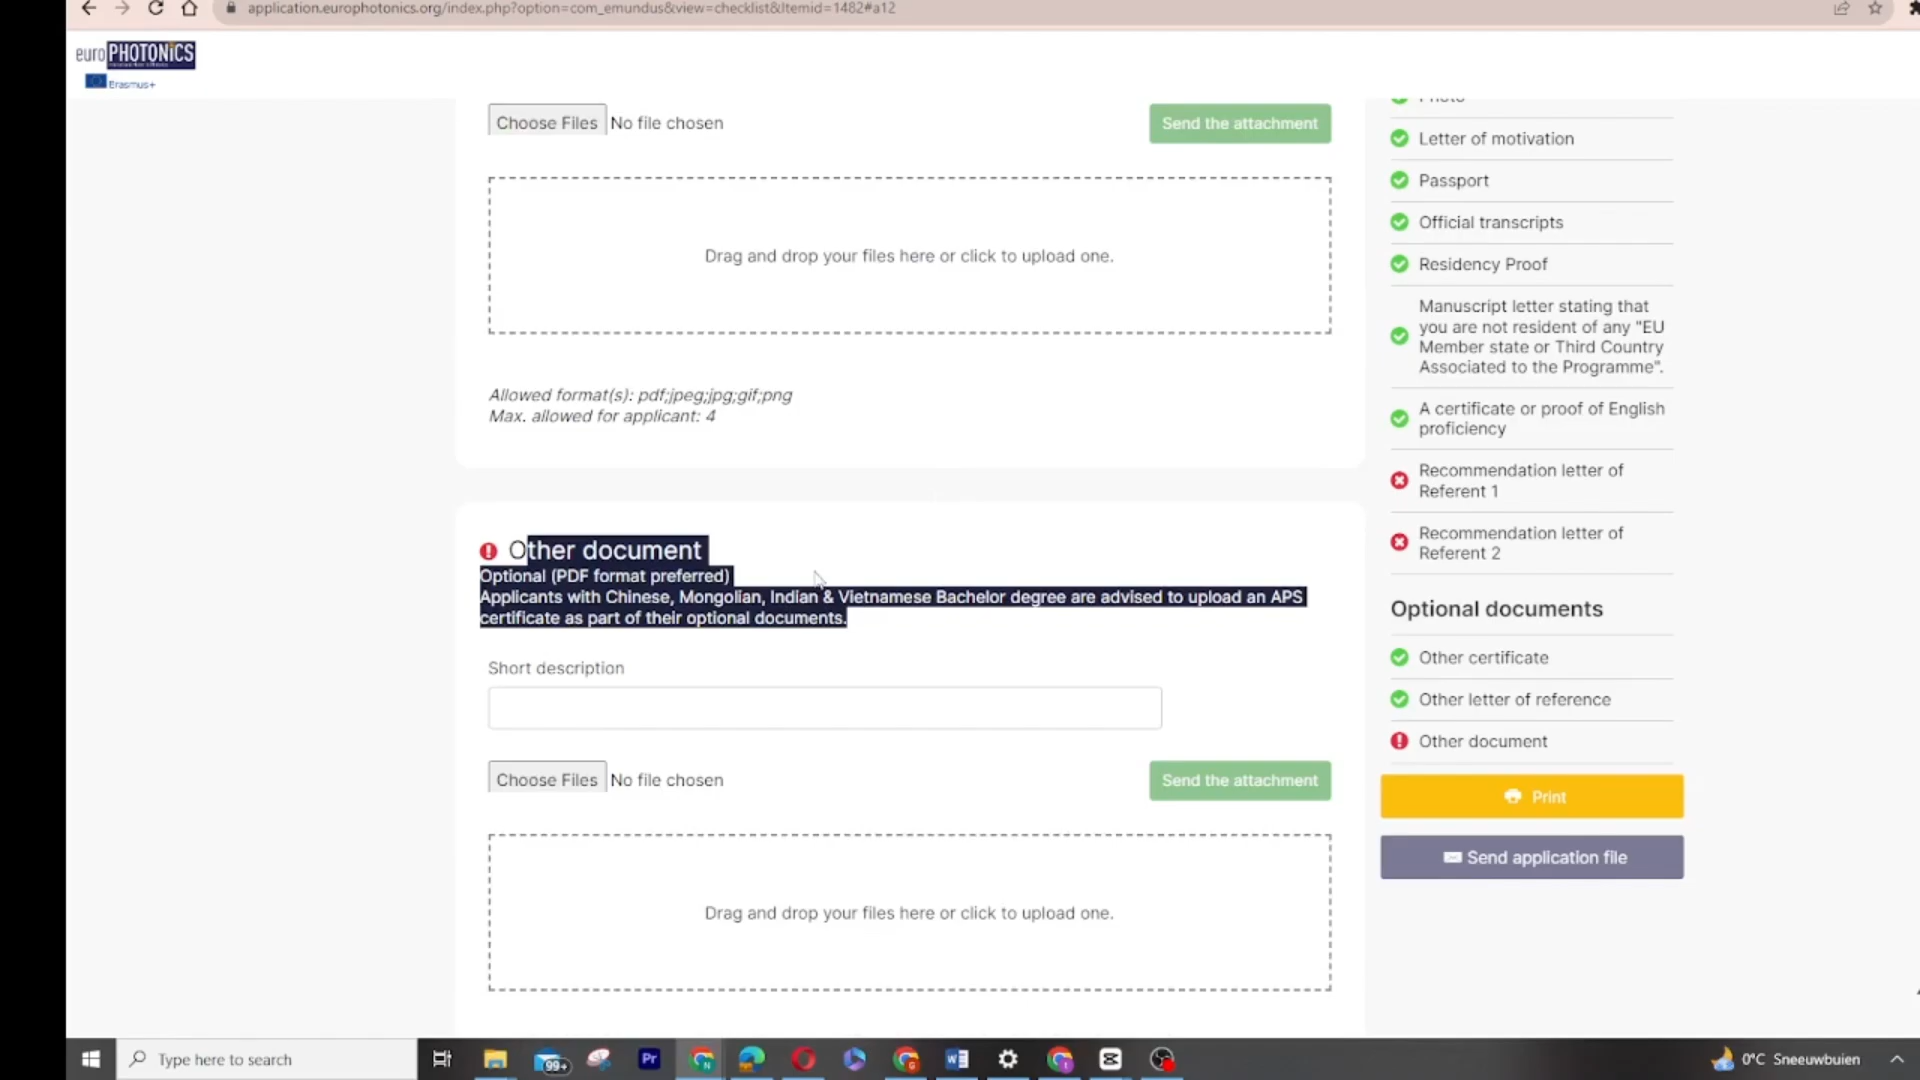 application.europhotonics.org/index.php?option=com_emundus&view=checklist&Itemid=1482#a12
euro PHOTONICS
Erasmus+
Choose Files No file chosen
Send the attachment
Drag and drop your files here or click to upload one.
Allowed format(s): pdf;jpeg;jpg;gif;png
Max. allowed for applicant: 4
Other document
Optional (PDF format preferred)
Applicants with Chinese, Mongolian, Indian & Vietnamese Bachelor degree are advised to upload an APS
certificate as part of their optional documents.
Short description
Choose Files No file chosen
Send the attachment
Drag and drop your files here or click to upload one.
Photo
Letter of motivation
Passport
Official transcripts
Residency Proof
Manuscript letter stating that
you are not resident of any "EU
Member state or Third Country
Associated to the Programme".
A certificate or proof of English
proficiency
Recommendation letter of
Referent 1
Recommendation letter of
Referent 2
Optional documents
Other certificate
Other letter of reference
Other document
Print
Send application file
Type here to search
99+
Pr
0°C Sneeuwbuien